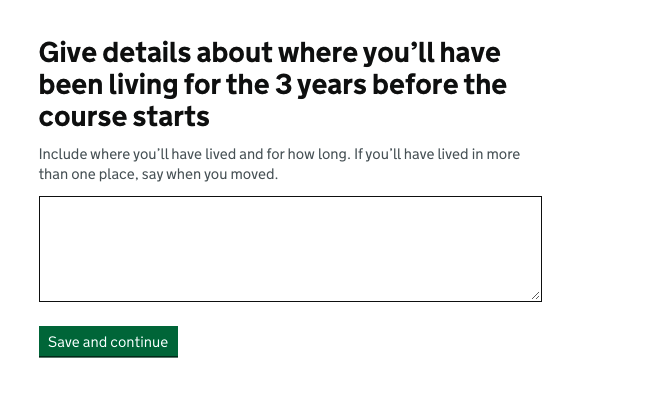 Give details about where you’ll have
been living for the 3 years before the
course starts
Include where you’ll have lived and for how long. If you’ll have lived in more
than one place, say when you moved.
Save and continue